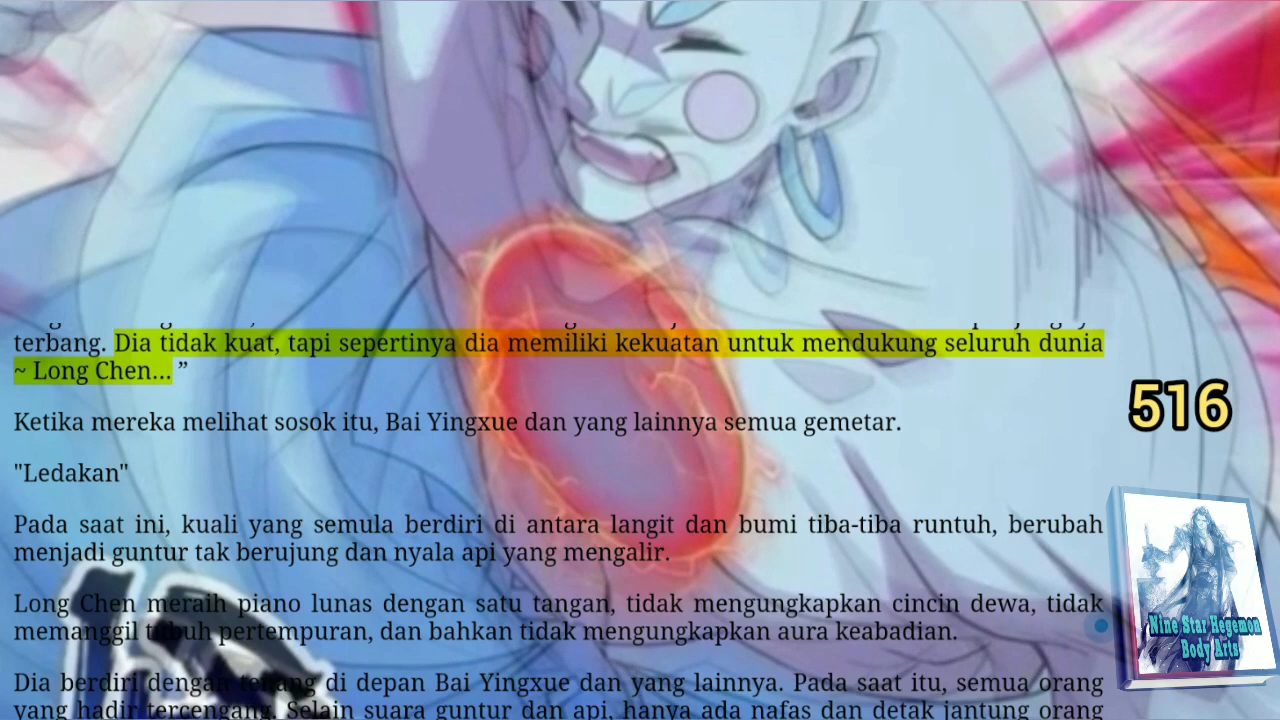 terbang. Dia tidak kuat, tapi sepertinya dia memiliki kekuatan untuk mendukung seluruh dunia
~ Long Chen... ”
Ketika mereka melihat sosok itu, Bai Yingxue dan yang lainnya semua gemetar.
"Ledakan"
Pada saat ini, kuali yang semula berdiri di antara langit dan bumi tiba-tiba runtuh, berubah
menjadi guntur tak berujung dan nyala api yang mengalir.
Long Chen meraih piano lunas dengan satu tangan, tidak mengungkapkan cincin dewa, tidak
memanggil tubuh pertempuran, dan bahkan tidak mengungkapkan aura keabadian.
Dia berdiri dengan tenang di depan Bai Yingxue dan yang lainnya. Pada saat itu, semua orang
yang hadir tercengang. Selain suara guntur dan api, hanya ada nafas dan detak jantung orang
516
Nine Star Hegemon
Body Arts